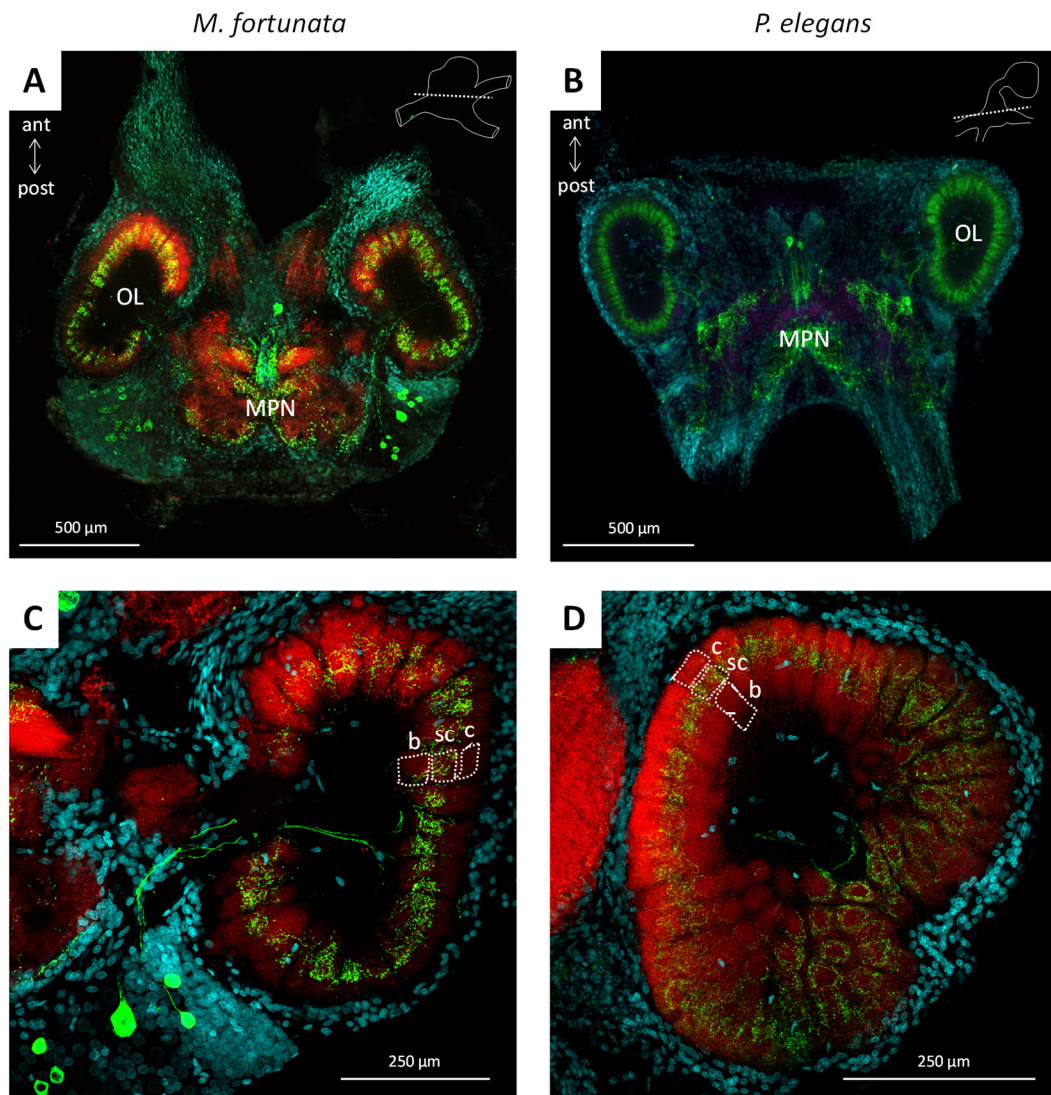 M. fortunata
P. elegans
A
ant
post
OL
MPN
500 µm
B
ant
post
OL
MPN
500 µm
C
b
sc
c
250 µm
D
c
sc
b
250 µm